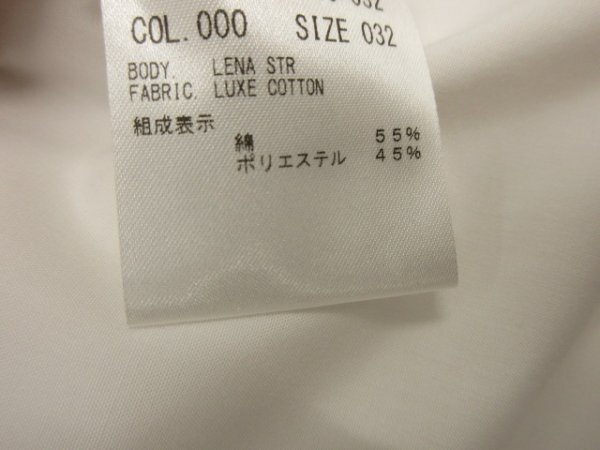 COL. 000 SIZE 032
BODY. LENA STR
FABRIC. LUXE COTTON
組成表示
綿 55%
ポリエステル 45%